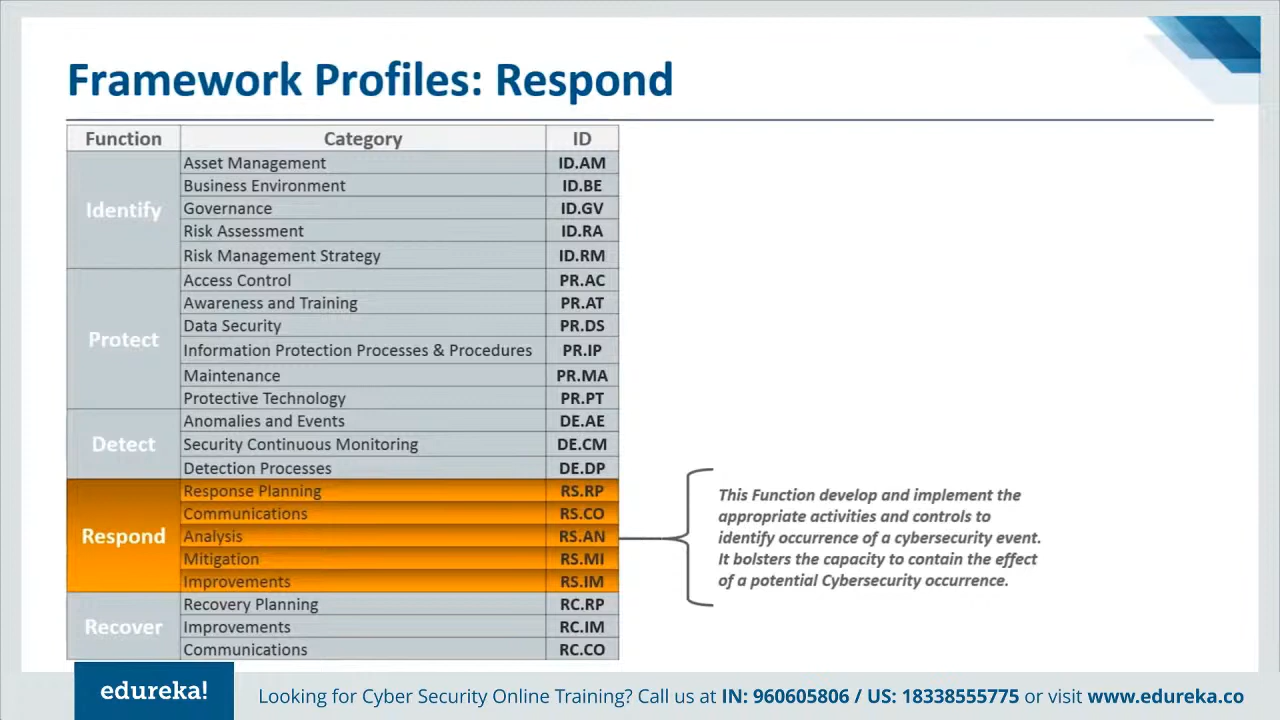 Framework Profiles: Respond
Function Category ID
Identify
Asset Management ID.AM
Business Environment ID.BE
Governance ID.GV
Risk Assessment ID.RA
Risk Management Strategy ID.RM
Protect
Access Control PR.AC
Awareness and Training PR.AT
Data Security PR.DS
Information Protection Processes & Procedures PR.IP
Maintenance PR.MA
Protective Technology PR.PT
Detect
Anomalies and Events DE.AE
Security Continuous Monitoring DE.CM
Detection Processes DE.DP
Respond
Response Planning RS.RP
Communications RS.CO
Analysis RS.AN
Mitigation RS.MI
Improvements RS.IM
Recover
Recovery Planning RC.RP
Improvements RC.IM
Communications RC.CO
This Function develop and implement the
appropriate activities and controls to
identify occurrence of a cybersecurity event.
It bolsters the capacity to contain the effect
of a potential Cybersecurity occurrence.
edureka!
Looking for Cyber Security Online Training? Call us at IN: 960605806 / US: 18338555775 or visit www.edureka.co